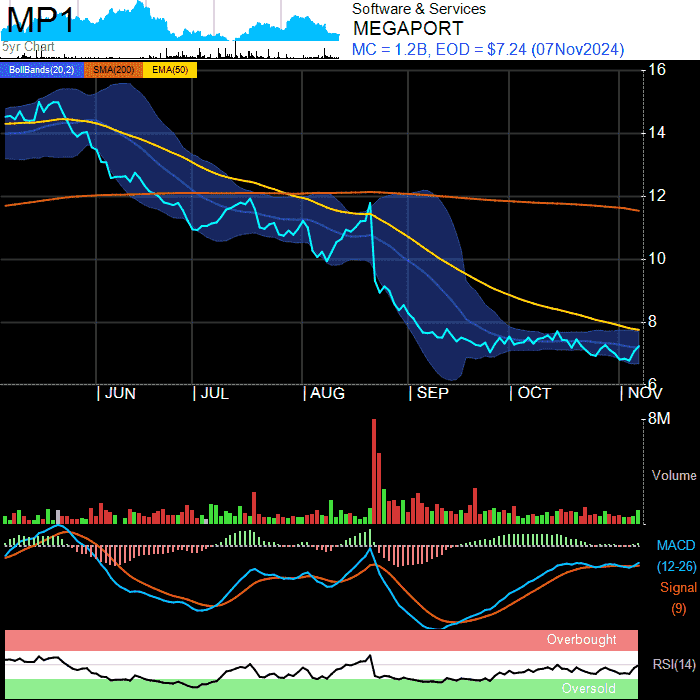 MP1
5yr Chart
Software & Services
MEGAPORT
MC = 1.2B, EOD = $7.24 (07Nov2024)
BollBands(20,2) SMA(200) EMA(50)
16
14
12
10
8
6
JUN JUL AUG SEP OCT NOV
8M
Volume
MACD
(12-26)
Signal
(9)
Overbought
RSI(14)
Oversold